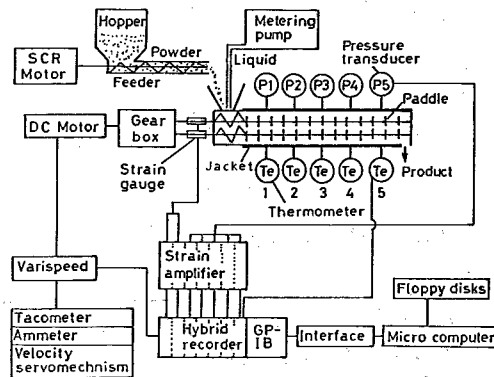 Hopper
Metering
pump
Pressure
transducer
Powder
Liquid
SCR
Motor
Feeder
P1 P2 P3 P4 P5
Paddle
DC Motor
Gear
box
Strain
gauge
Jacket
Te Te Te Te Te
1 2 3 4 5
Product
Thermometer
Strain
amplifier
Varispeed
Floppy disks
Tacometer
Ammeter
Velocity
servomechnism
Hybrid
recorder
GP-
IB
Interface
Micro computer